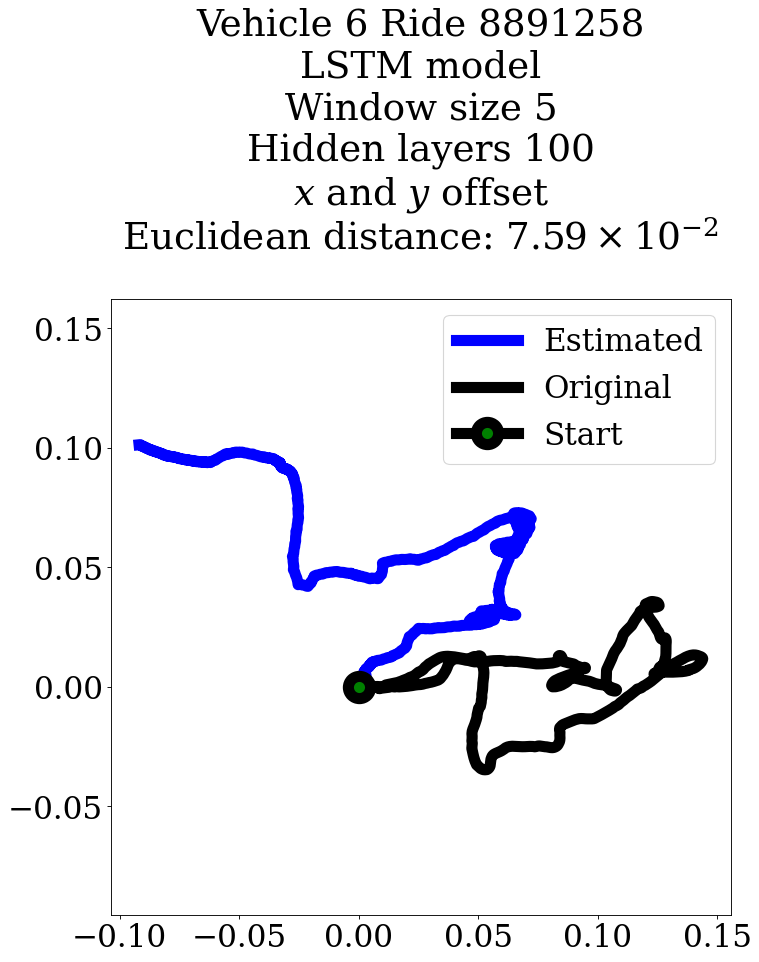 Vehicle 6 Ride 8891258
LSTM model
Window size 5
Hidden layers 100
x and y offset
Euclidean distance: 7.59 × 10⁻²
Estimated
Original
Start
0.15
0.10
0.05
0.00
−0.05
−0.10
−0.05
0.00
0.05
0.10
0.15